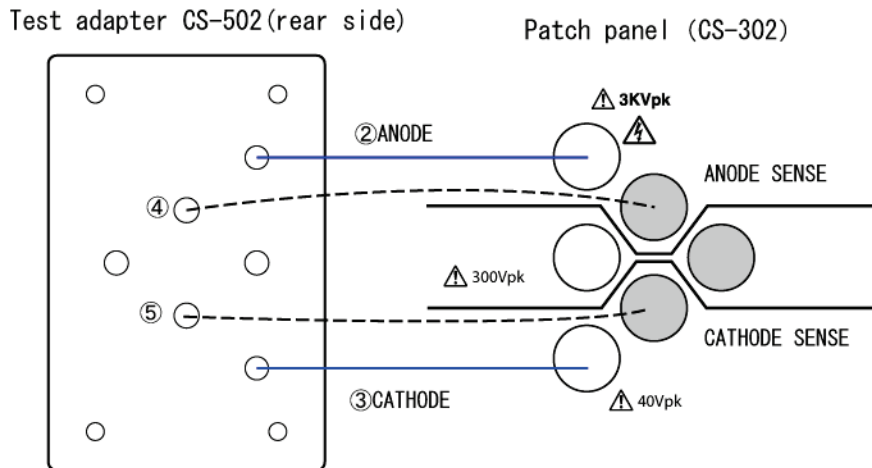 Test adapter CS-502(rear side)
Patch panel (CS-302)
3KVpk
②ANODE
ANODE SENSE
④
300Vpk
⑤
CATHODE SENSE
③CATHODE
40Vpk